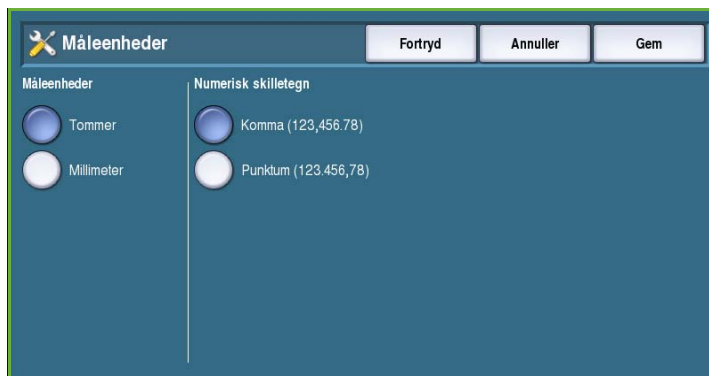 Måleenheder
Fortryd
Annuller
Gem
Måleenheder
Numerisk skilletegn
Tommer
Komma (123,456.78)
Millimeter
Punktum (123.456,78)